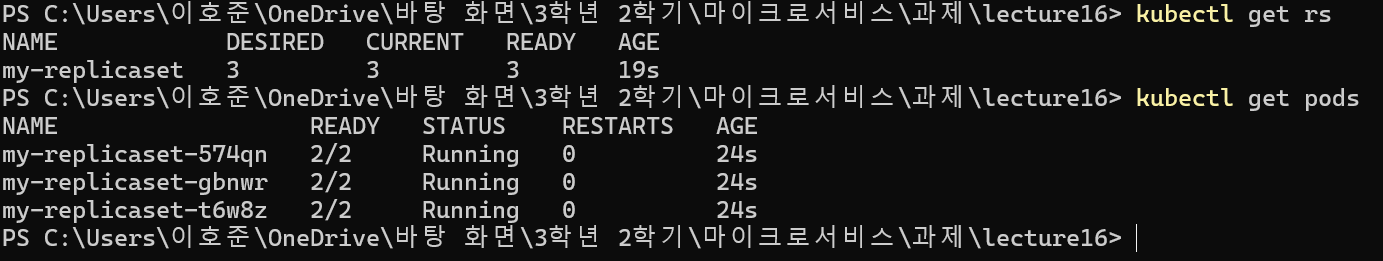 PS C:\Users\이호준\OneDrive\바탕 화면\3학년 2학기\마이크로서비스\과제\lecture16> kubectl get rs
NAME            DESIRED   CURRENT   READY   AGE
my-replicaset   3         3         3       19s
PS C:\Users\이호준\OneDrive\바탕 화면\3학년 2학기\마이크로서비스\과제\lecture16> kubectl get pods
NAME                  READY   STATUS    RESTARTS   AGE
my-replicaset-574qn   2/2     Running   0          24s
my-replicaset-gbnwr   2/2     Running   0          24s
my-replicaset-t6w8z   2/2     Running   0          24s
PS C:\Users\이호준\OneDrive\바탕 화면\3학년 2학기\마이크로서비스\과제\lecture16>